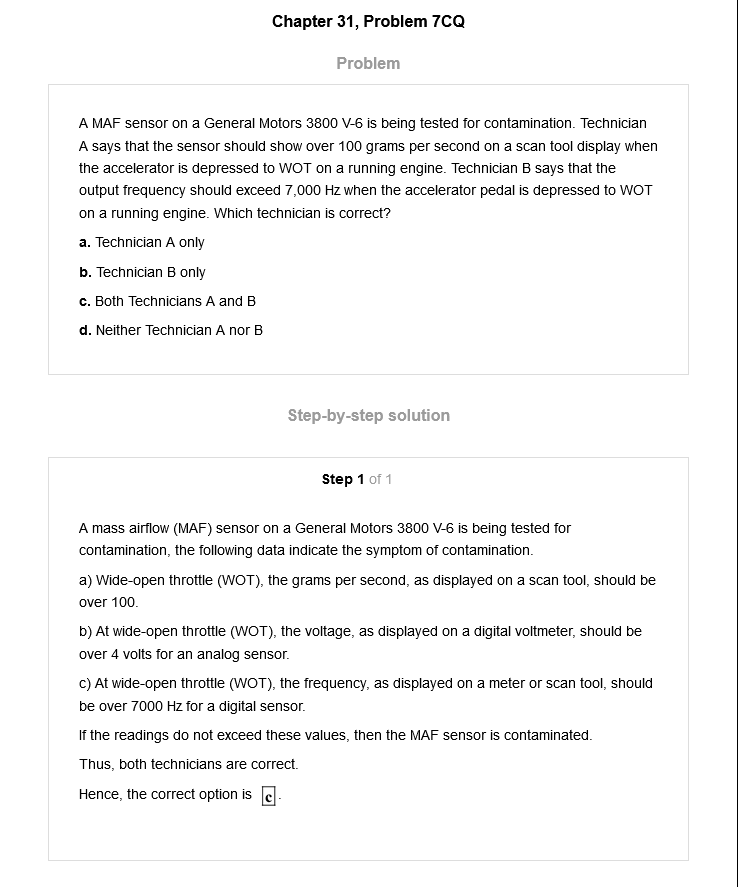 Chapter 31, Problem 7CQ
Problem
A MAF sensor on a General Motors 3800 V-6 is being tested for contamination. Technician
A says that the sensor should show over 100 grams per second on a scan tool display when
the accelerator is depressed to WOT on a running engine. Technician B says that the
output frequency should exceed 7,000 Hz when the accelerator pedal is depressed to WOT
on a running engine. Which technician is correct?
a. Technician A only
b. Technician B only
c. Both Technicians A and B
d. Neither Technician A nor B
Step-by-step solution
Step 1 of 1
A mass airflow (MAF) sensor on a General Motors 3800 V-6 is being tested for
contamination, the following data indicate the symptom of contamination.
a) Wide-open throttle (WOT), the grams per second, as displayed on a scan tool, should be
over 100.
b) At wide-open throttle (WOT), the voltage, as displayed on a digital voltmeter, should be
over 4 volts for an analog sensor.
c) At wide-open throttle (WOT), the frequency, as displayed on a meter or scan tool, should
be over 7000 Hz for a digital sensor.
If the readings do not exceed these values, then the MAF sensor is contaminated.
Thus, both technicians are correct.
Hence, the correct option is c.